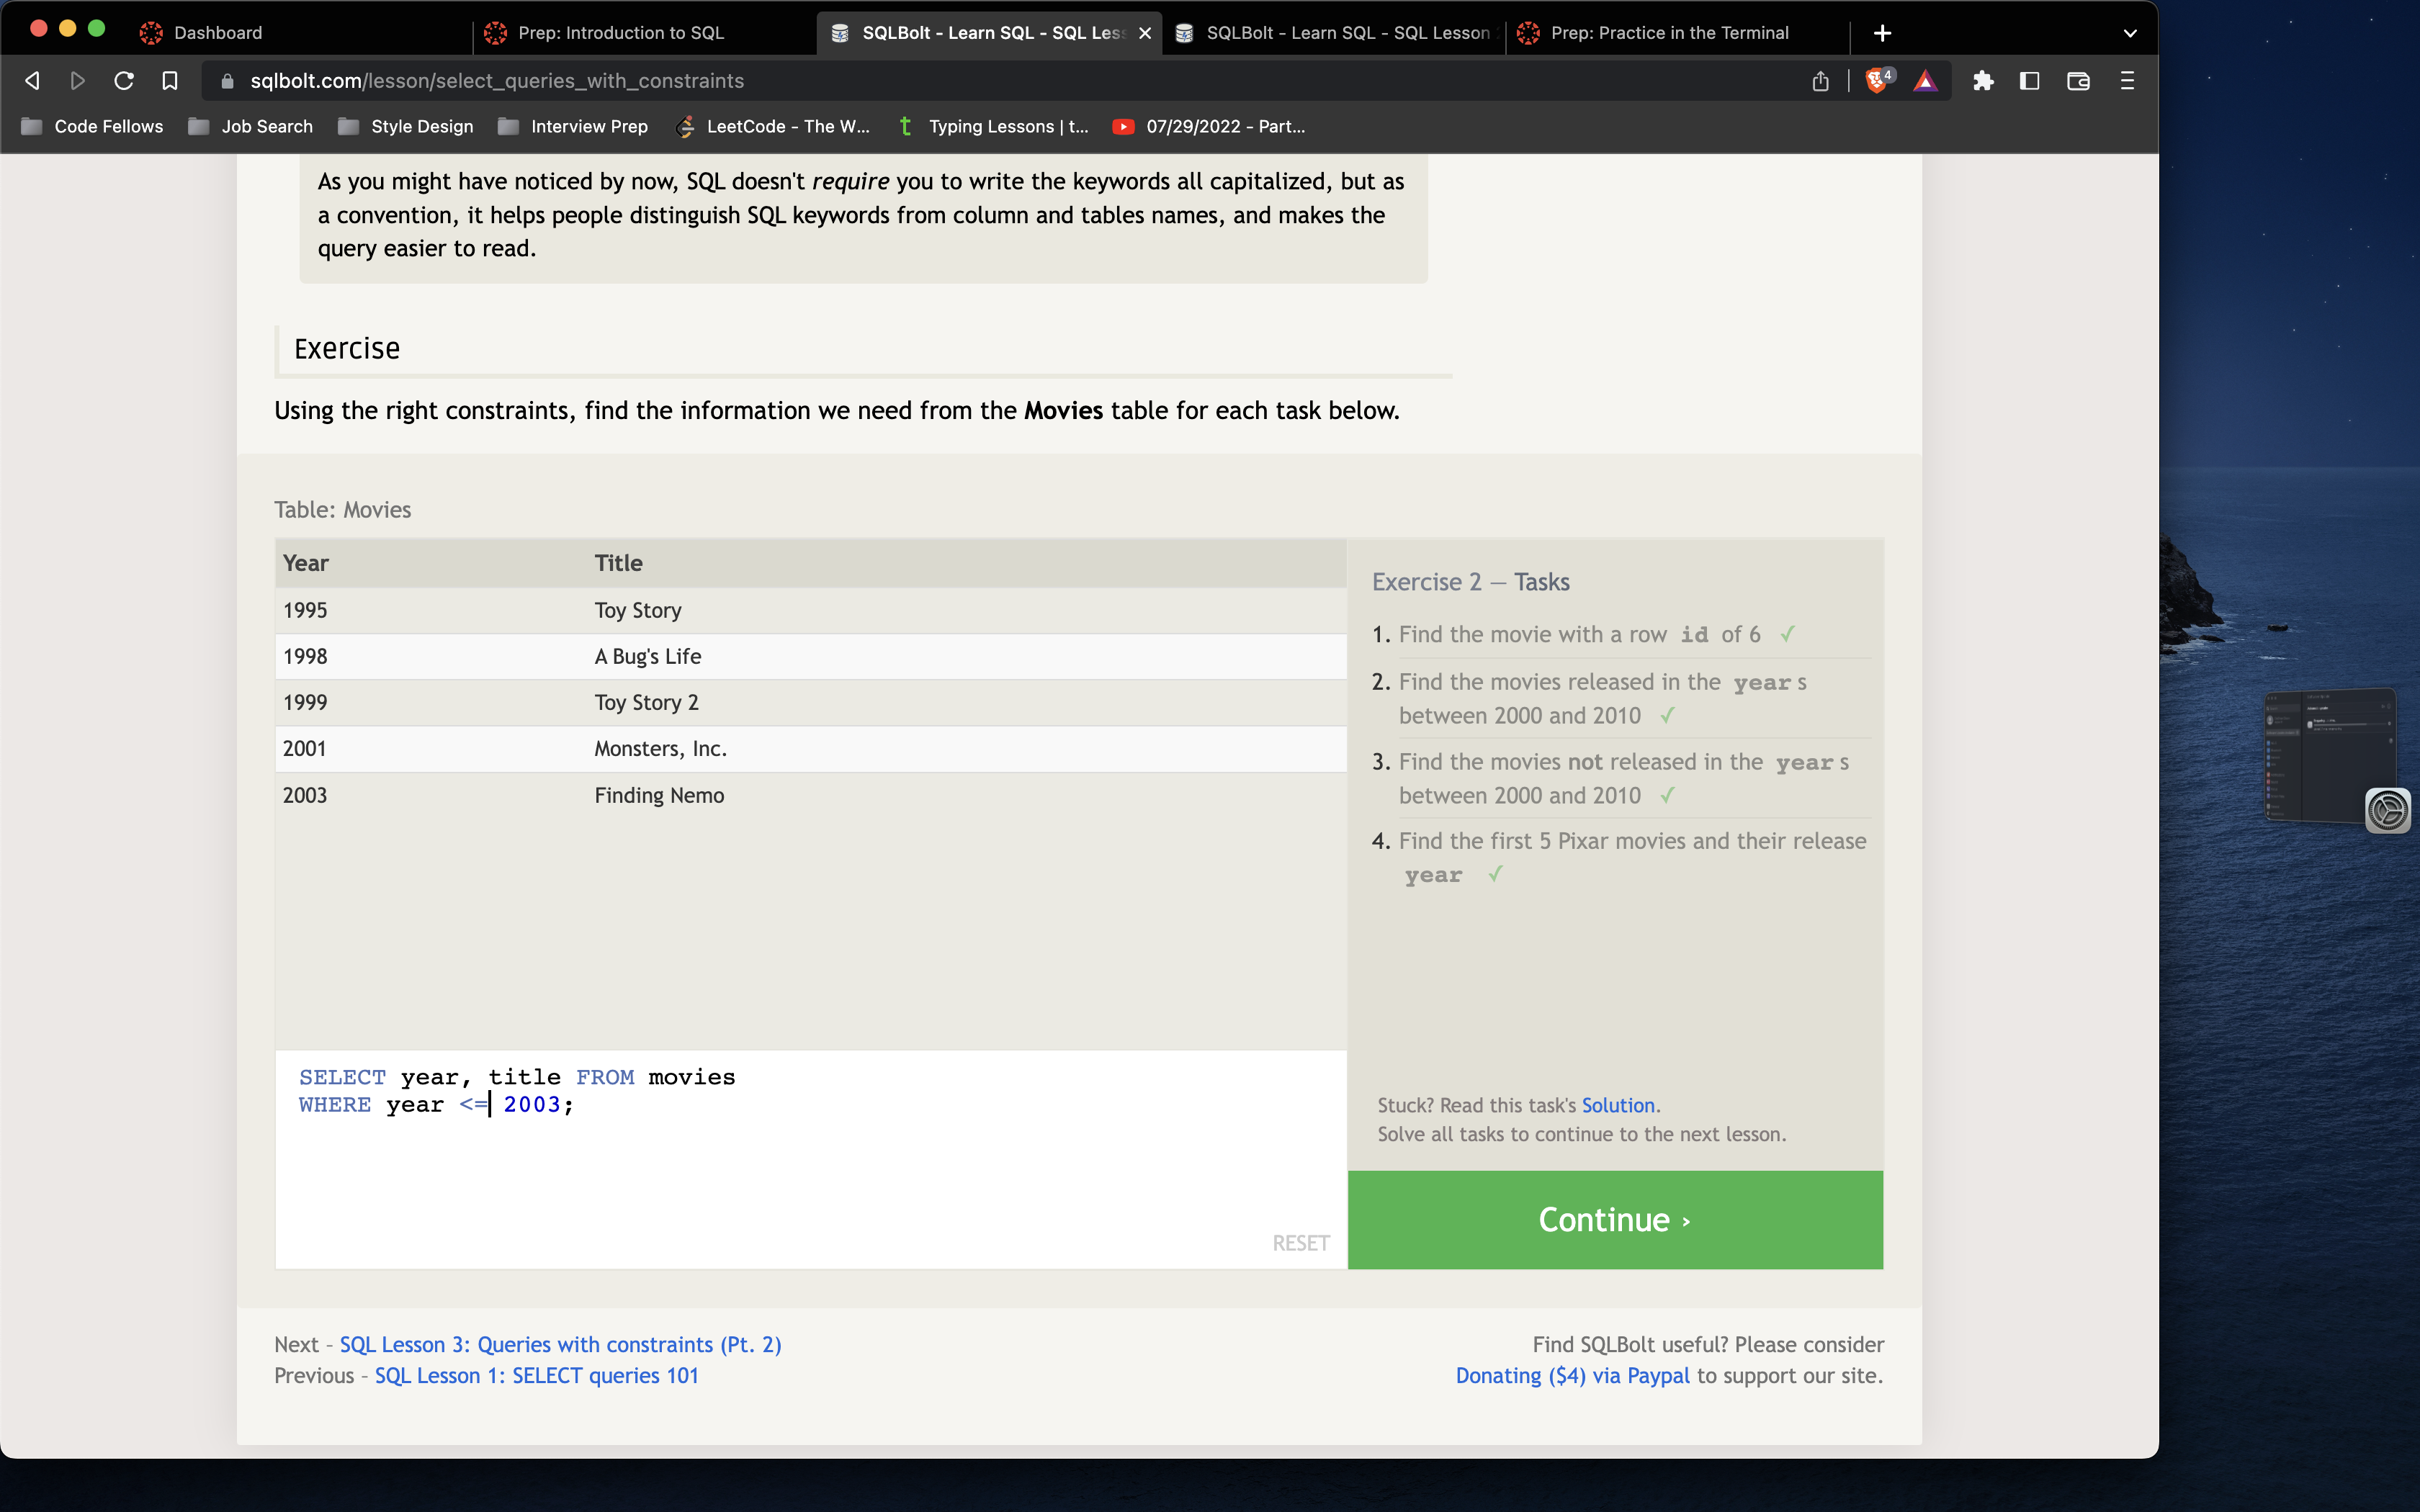 Dashboard
Prep: Introduction to SQL
SQLBolt - Learn SQL - SQL Les
SQLBolt - Learn SQL - SQL Lesson
Prep: Practice in the Terminal
sqlbolt.com/lesson/select_queries_with_constraints
4
Code Fellows
Job Search
Style Design
Interview Prep
LeetCode - The W...
Typing Lessons | t...
07/29/2022 - Part...
As you might have noticed by now, SQL doesn't require you to write the keywords all capitalized, but as
a convention, it helps people distinguish SQL keywords from column and tables names, and makes the
query easier to read.
Exercise
Using the right constraints, find the information we need from the Movies table for each task below.
Table: Movies
Year Title
1995 Toy Story
1998 A Bug's Life
1999 Toy Story 2
2001 Monsters, Inc.
2003 Finding Nemo
SELECT year, title FROM movies
WHERE year <= 2003;
RESET
Exercise 2 — Tasks
1. Find the movie with a row id of 6 ✓
2. Find the movies released in the year s
between 2000 and 2010 ✓
3. Find the movies not released in the year s
between 2000 and 2010 ✓
4. Find the first 5 Pixar movies and their release
year ✓
Stuck? Read this task's Solution.
Solve all tasks to continue to the next lesson.
Continue ›
Next – SQL Lesson 3: Queries with constraints (Pt. 2)
Previous – SQL Lesson 1: SELECT queries 101
Find SQLBolt useful? Please consider
Donating ($4) via Paypal to support our site.